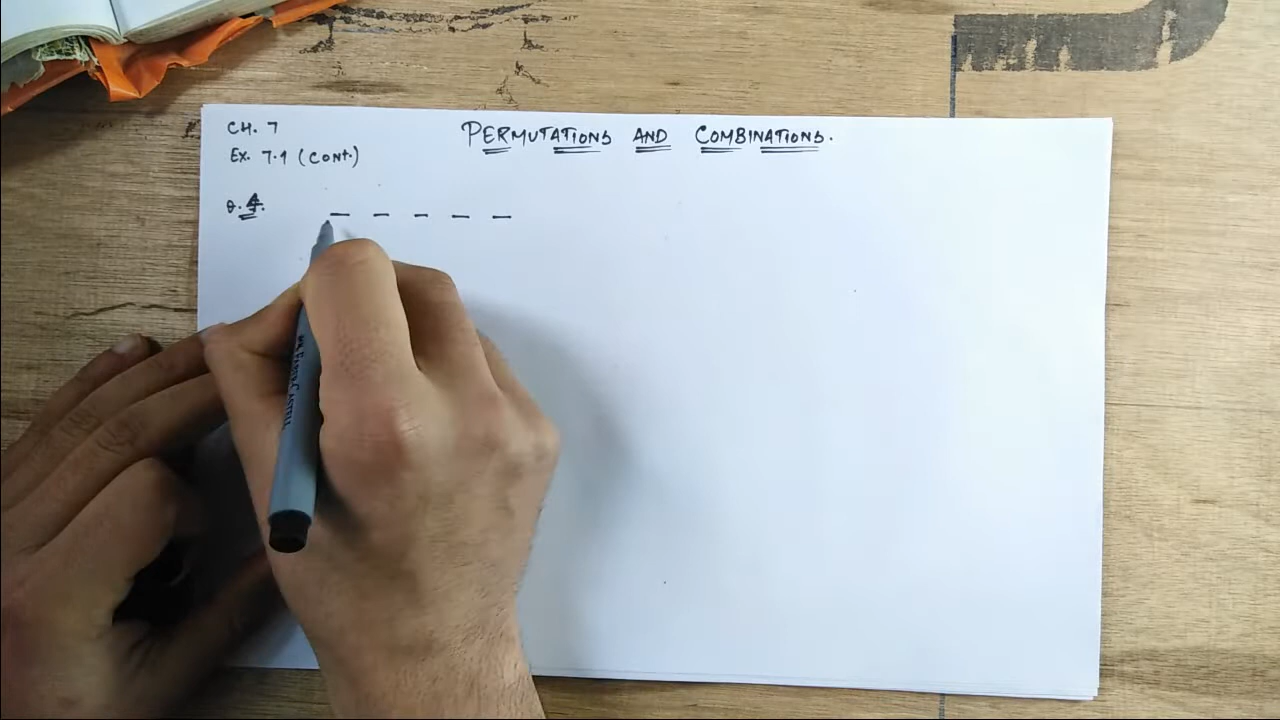 CH. 7
PERMUTATIONS AND COMBINATIONS.
Ex. 7.1 (CONT.)
Q. 4.
_ _ _ _ _